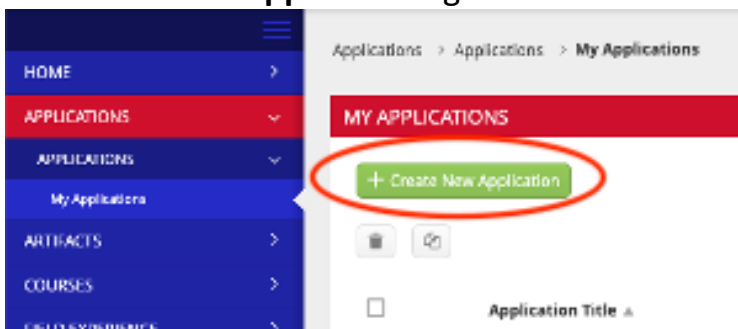 Applications > Applications > My Applications
HOME
APPLICATIONS
APPLICATIONS
My Applications
ARTIFACTS
COURSES
MY APPLICATIONS
+ Create New Application
Application Title